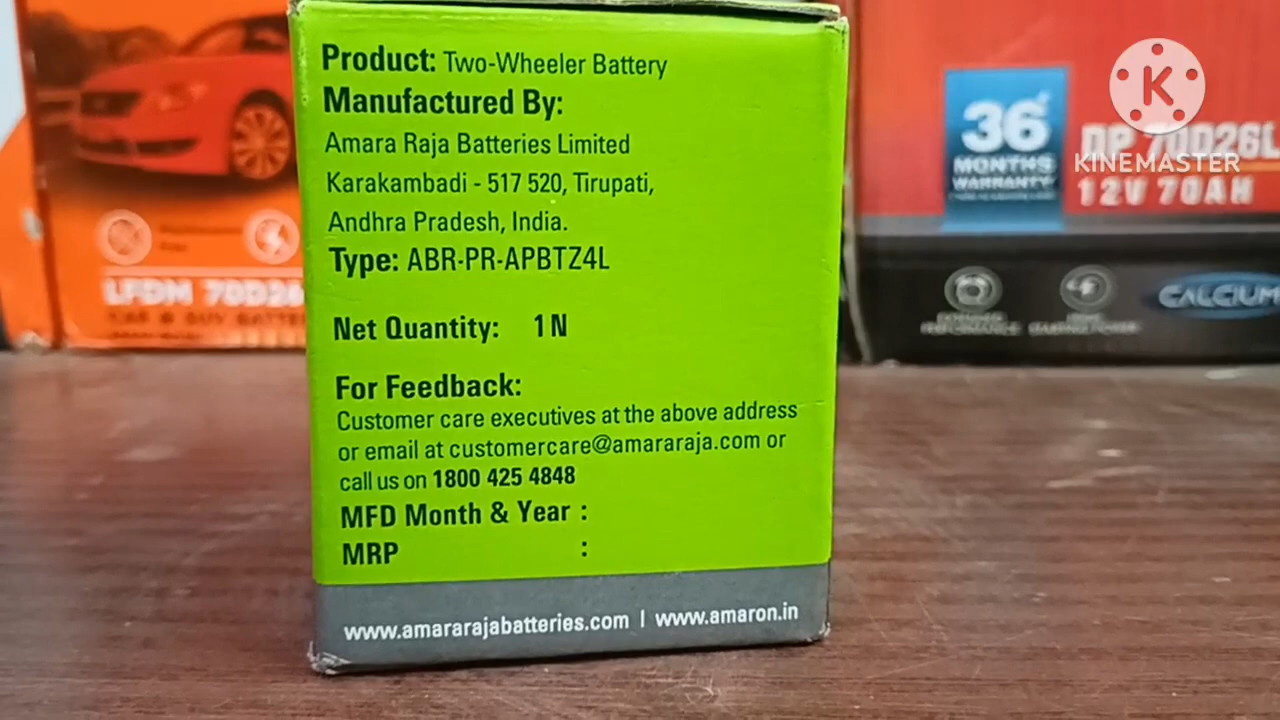 Product: Two-Wheeler Battery
Manufactured By:
Amara Raja Batteries Limited
Karakambadi - 517 520, Tirupati,
Andhra Pradesh, India.
Type: ABR-PR-APBTZ4L
Net Quantity: 1 N
For Feedback:
Customer care executives at the above address
or email at customercare@amararaja.com or
call us on 1800 425 4848
MFD Month & Year :
MRP :
www.amararajabatteries.com | www.amaron.in
LFDM 70D26
36
MONTHS
WARRANTY
DP 70D26L
12V 70AH
CALCIUM
PERFORMANCE
K
KINEMASTER